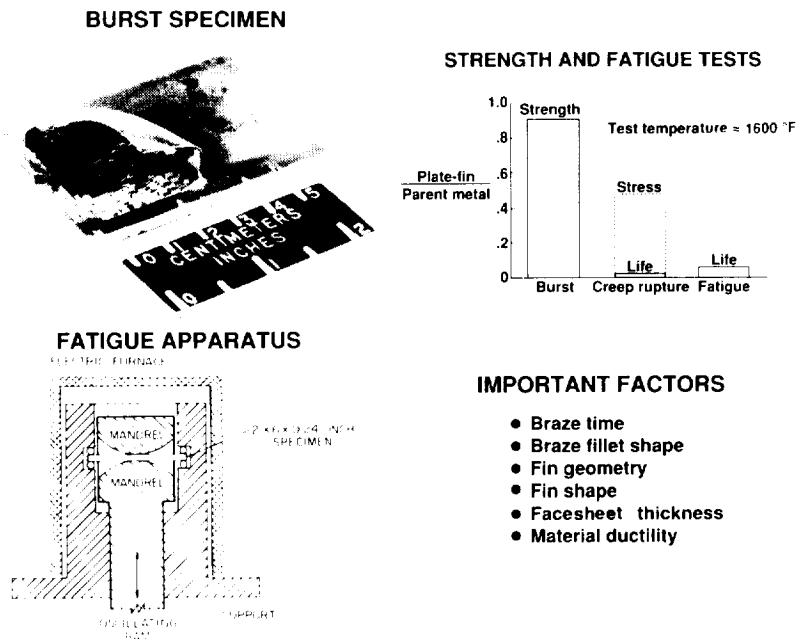 BURST SPECIMEN
0 1 2 3 4 5
CENTIMETERS
INCHES
0 1 2
STRENGTH AND FATIGUE TESTS
1.0
.8
.6
.4
.2
0
Plate-fin
Parent metal
Strength
Test temperature = 1600 °F
Stress
Life
Life
Burst
Creep rupture
Fatigue
FATIGUE APPARATUS
ELECTRIC FURNACE
MANDREL
MANDREL
INCH
SPECIMEN
SUPPORT
OSCILLATING
RAM
IMPORTANT FACTORS
● Braze time
● Braze fillet shape
● Fin geometry
● Fin shape
● Facesheet thickness
● Material ductility